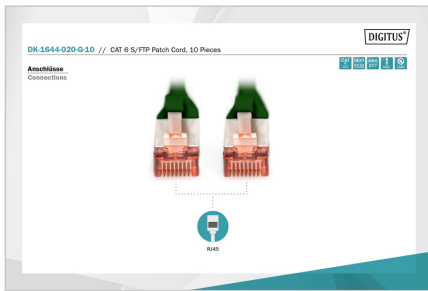 DIGITUS®
DK-1644-020-G-10 // CAT 6 S/FTP Patch Cord, 10 Pieces
Anschlüsse
Connections
RJ45